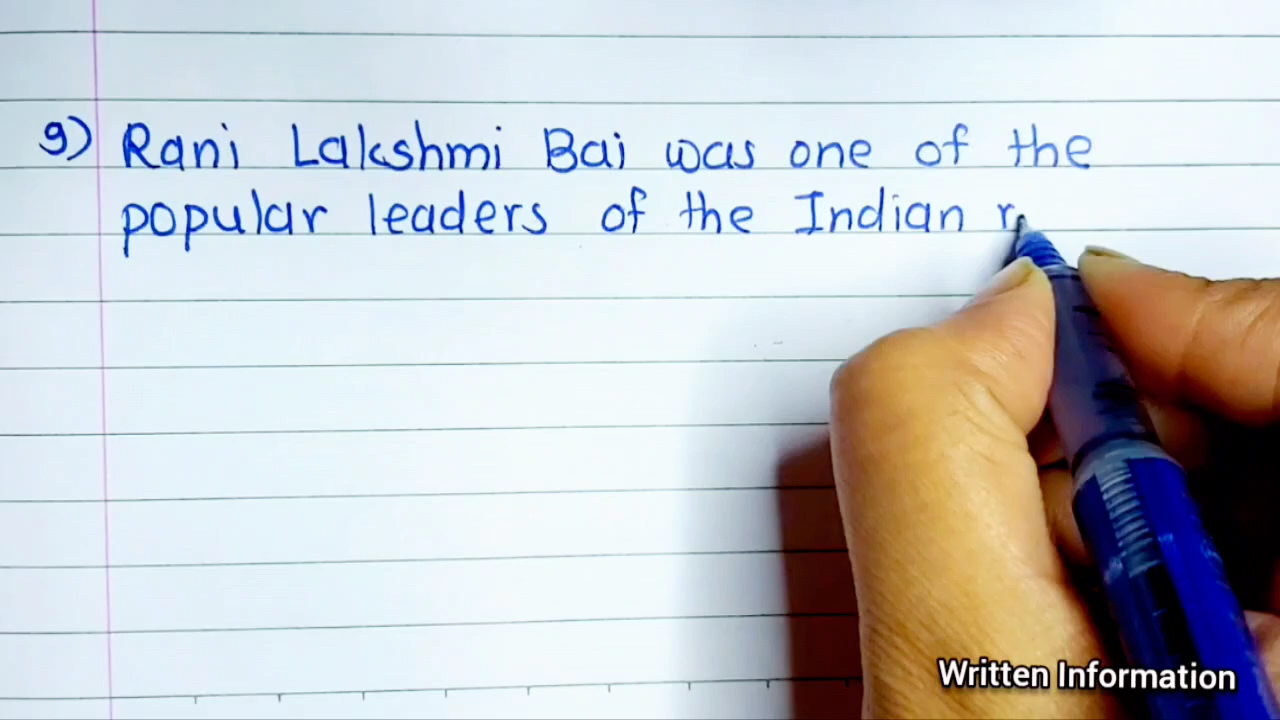 9) Rani Lakshmi Bai was one of the
popular leaders of the Indian r
Written Information